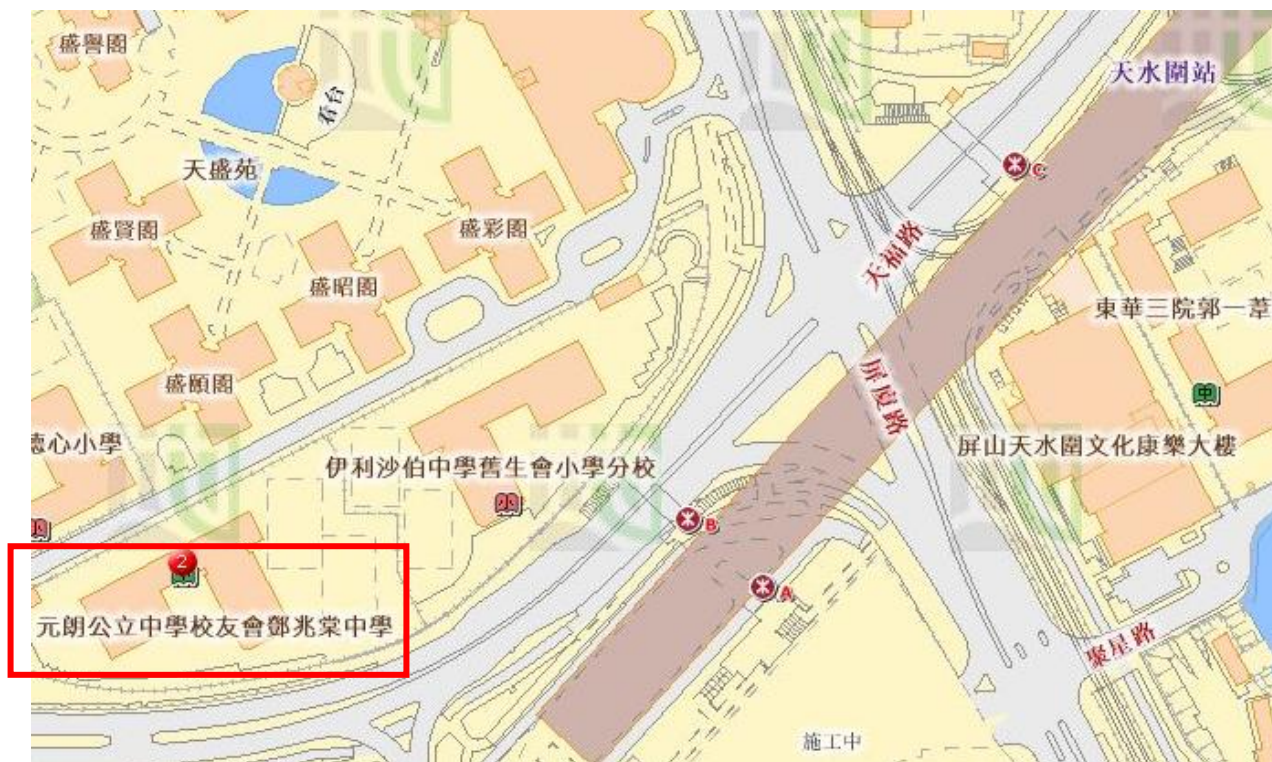 盛譽閣
天水圍站
看台
天盛苑
C
盛賢閣
盛彩閣
天福路
盛昭閣
東華三院郭一葦
盛頤閣
屏廈路
中
德心小學
屏山天水圍文化康樂大樓
伊利沙伯中學舊生會小學分校
小
B
小
2
A
元朗公立中學校友會鄧兆棠中學
聚星路
施工中